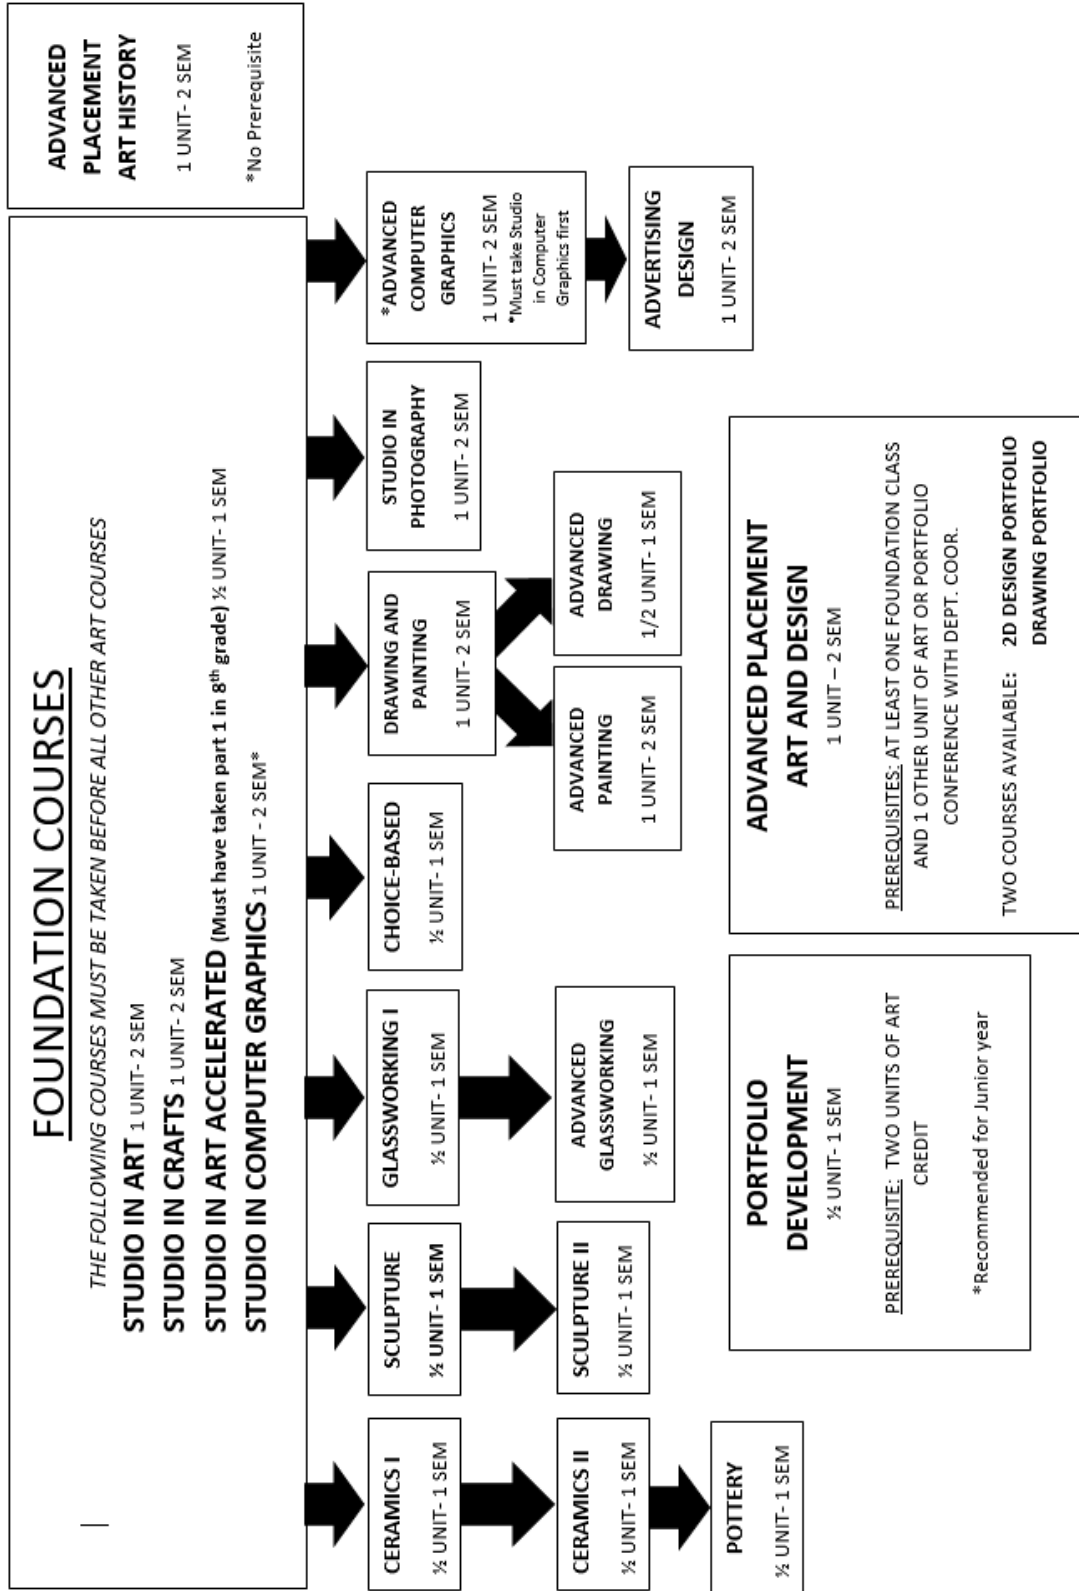 FOUNDATION COURSES
THE FOLLOWING COURSES MUST BE TAKEN BEFORE ALL OTHER ART COURSES
STUDIO IN ART 1 UNIT- 2 SEM
STUDIO IN CRAFTS 1 UNIT- 2 SEM
STUDIO IN ART ACCELERATED (Must have taken part 1 in 8th grade) ½ UNIT- 1 SEM
STUDIO IN COMPUTER GRAPHICS 1 UNIT - 2 SEM*
ADVANCED
PLACEMENT
ART HISTORY
1 UNIT- 2 SEM
*No Prerequisite
CERAMICS I
½ UNIT- 1 SEM
SCULPTURE
½ UNIT- 1 SEM
GLASSWORKING I
½ UNIT- 1 SEM
CHOICE-BASED
½ UNIT- 1 SEM
DRAWING AND
PAINTING
1 UNIT- 2 SEM
STUDIO IN
PHOTOGRAPHY
1 UNIT- 2 SEM
*ADVANCED
COMPUTER
GRAPHICS
1 UNIT- 2 SEM
*Must take Studio
in Computer
Graphics first
CERAMICS II
½ UNIT- 1 SEM
SCULPTURE II
½ UNIT- 1 SEM
ADVANCED
GLASSWORKING
½ UNIT- 1 SEM
ADVANCED
PAINTING
1 UNIT- 2 SEM
ADVANCED
DRAWING
1/2 UNIT- 1 SEM
ADVERTISING
DESIGN
1 UNIT- 2 SEM
POTTERY
½ UNIT- 1 SEM
PORTFOLIO
DEVELOPMENT
½ UNIT- 1 SEM
PREREQUISITE: TWO UNITS OF ART
CREDIT
*Recommended for Junior year
ADVANCED PLACEMENT
ART AND DESIGN
1 UNIT – 2 SEM
PREREQUISITES: AT LEAST ONE FOUNDATION CLASS
AND 1 OTHER UNIT OF ART OR PORTFOLIO
CONFERENCE WITH DEPT. COOR.
TWO COURSES AVAILABLE: 2D DESIGN PORTFOLIO
DRAWING PORTFOLIO